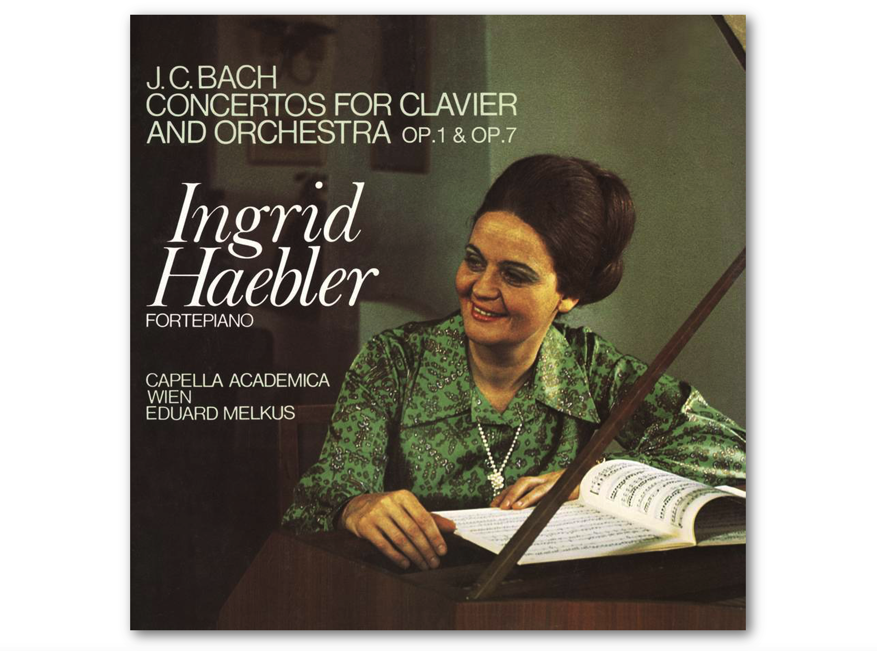 J. C. BACH
CONCERTOS FOR CLAVIER
AND ORCHESTRA OP.1 & OP.7
Ingrid
Haebler
FORTEPIANO
CAPELLA ACADEMICA
WIEN
EDUARD MELKUS